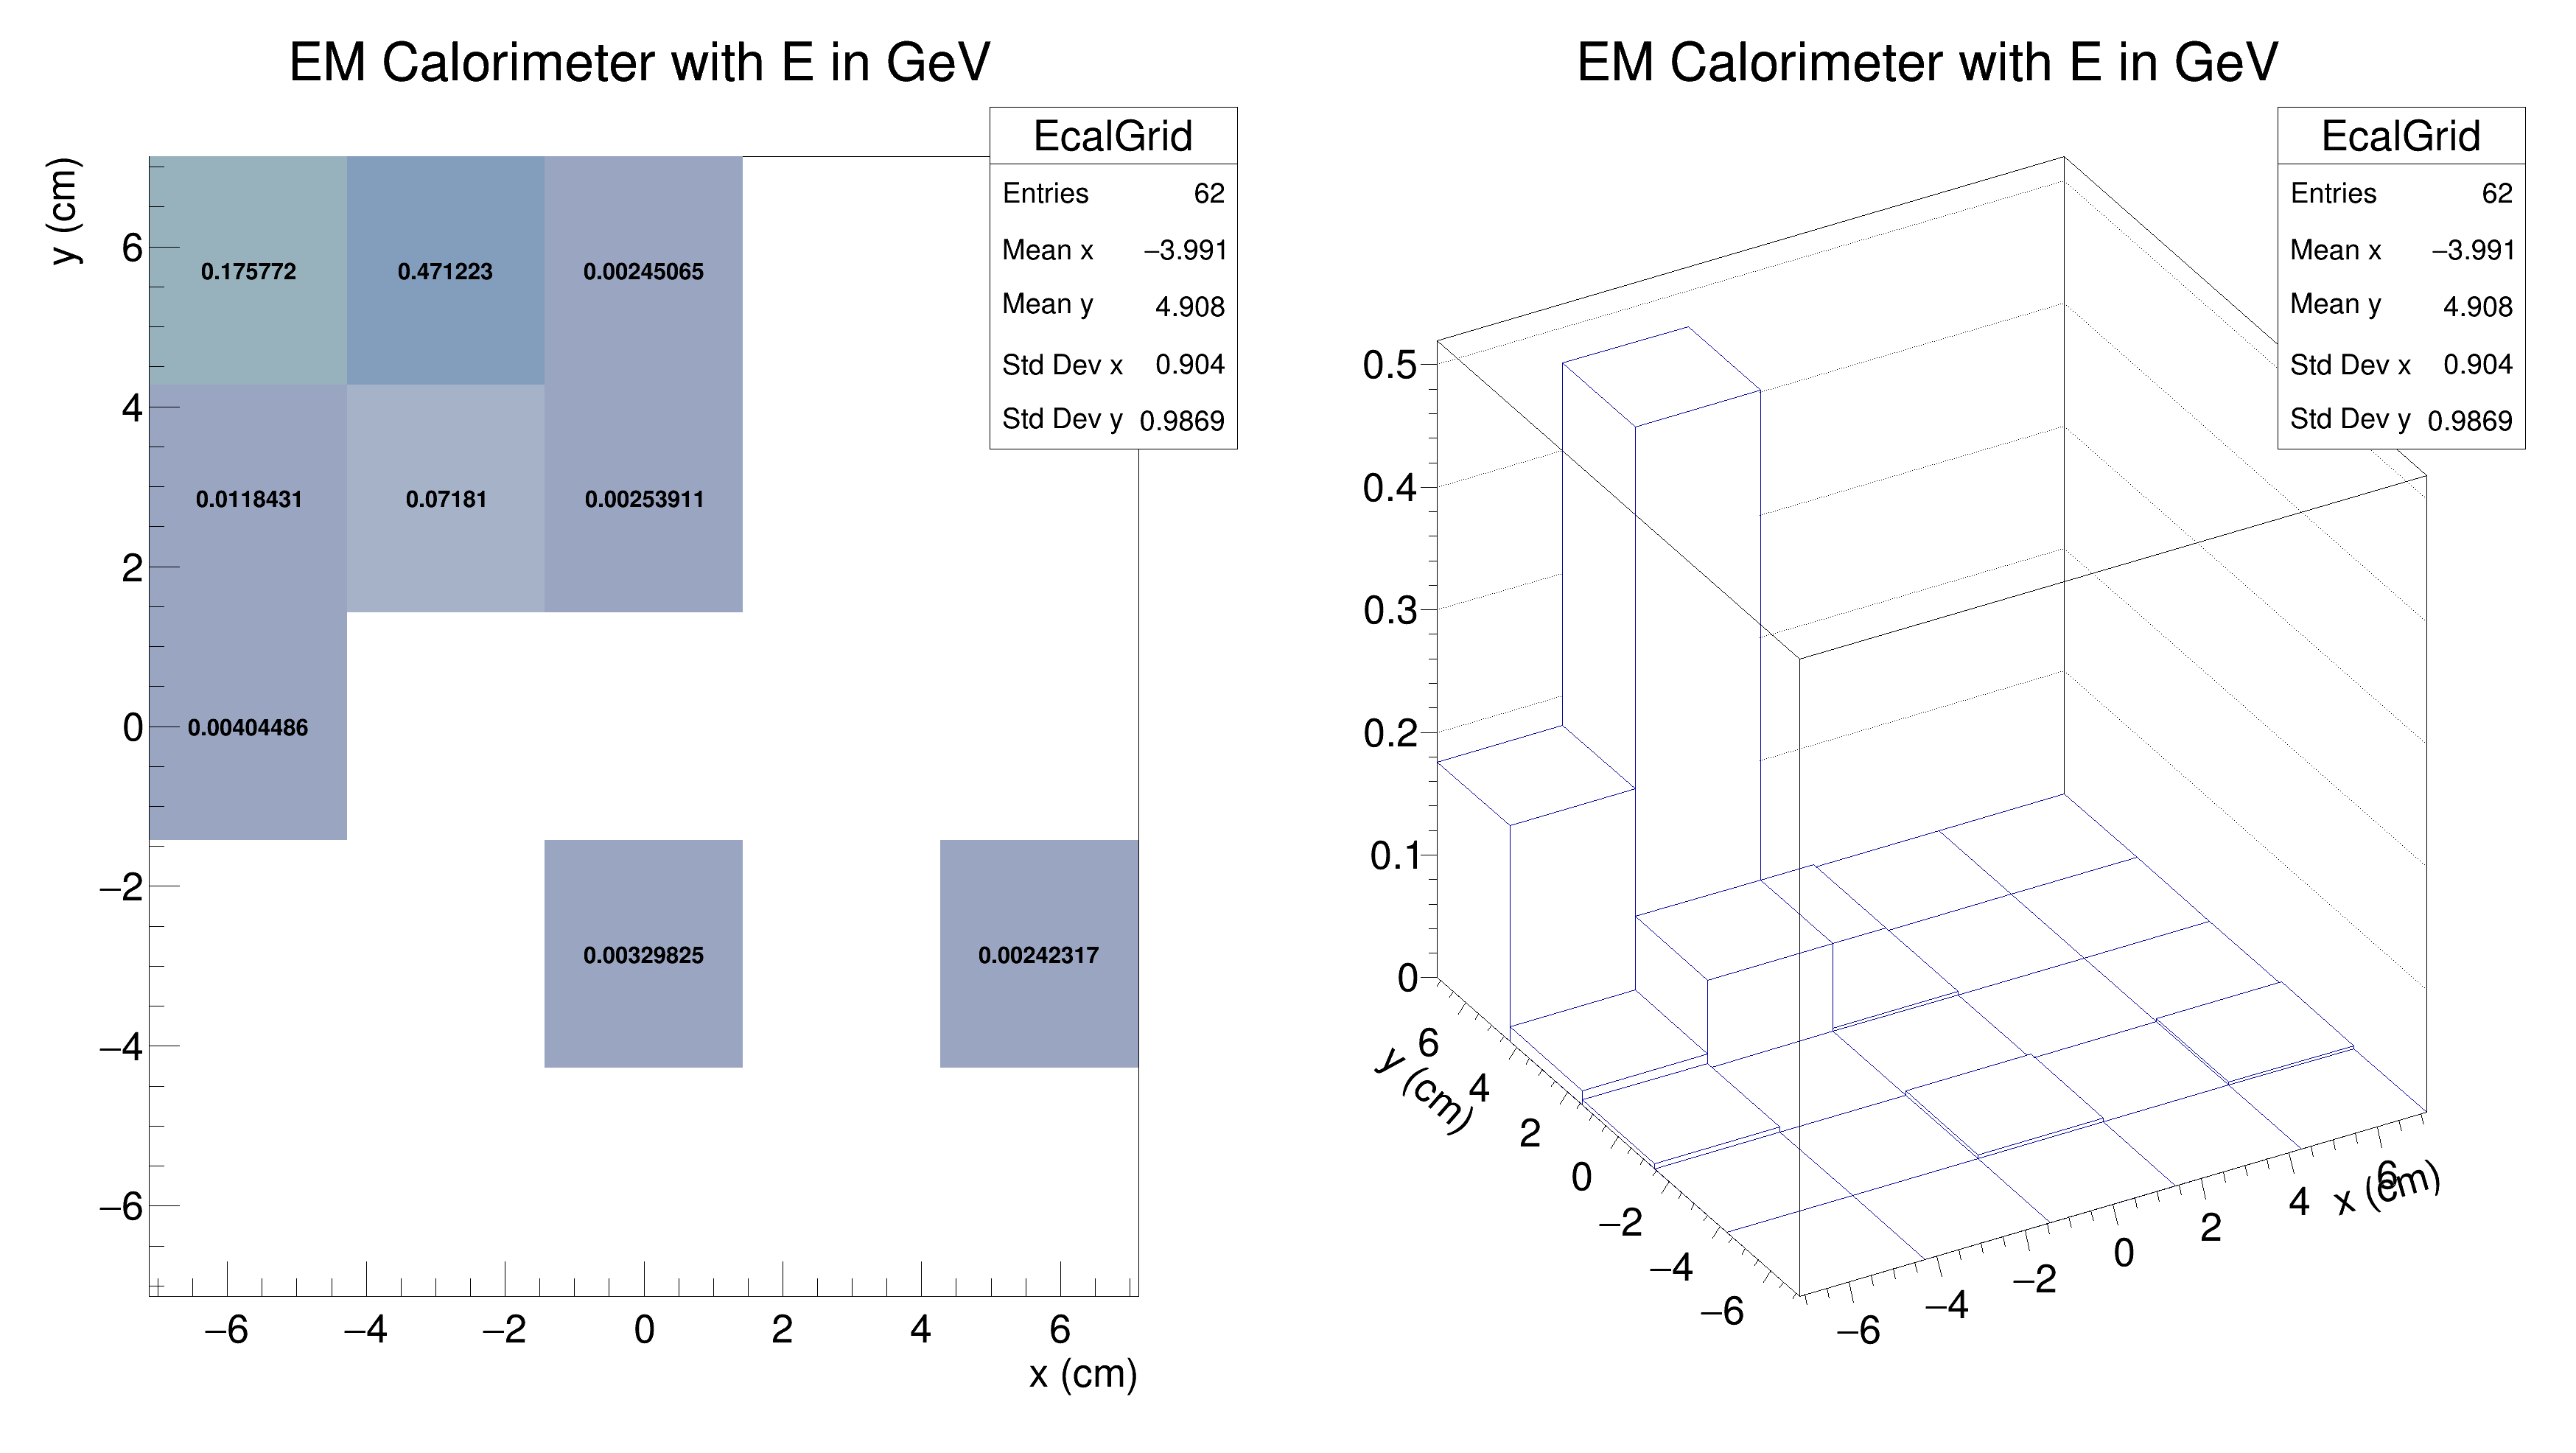 EM Calorimeter with E in GeV
EcalGrid
Entries 62
Mean x −3.991
Mean y 4.908
Std Dev x 0.904
Std Dev y 0.9869
y (cm)
6
4
2
0
−2
−4
−6
0.175772 0.471223 0.00245065
0.0118431 0.07181 0.00253911
0.00404486
0.00329825 0.00242317
−6 −4 −2 0 2 4 6
x (cm)
EM Calorimeter with E in GeV
EcalGrid
Entries 62
Mean x −3.991
Mean y 4.908
Std Dev x 0.904
Std Dev y 0.9869
0.5
0.4
0.3
0.2
0.1
0
y (cm)
6
4
2
0
−2
−4
−6
−6 −4 −2 0 2 4 6
x (cm)